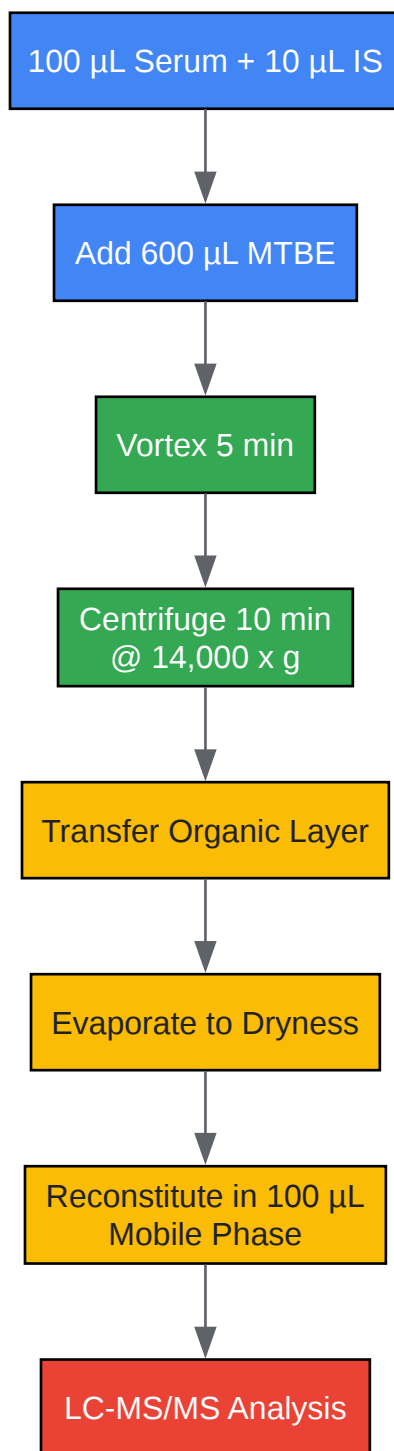 100 µL Serum + 10 µL IS
Add 600 µL MTBE
Vortex 5 min
Centrifuge 10 min
@ 14,000 x g
Transfer Organic Layer
Evaporate to Dryness
Reconstitute in 100 µL
Mobile Phase
LC-MS/MS Analysis